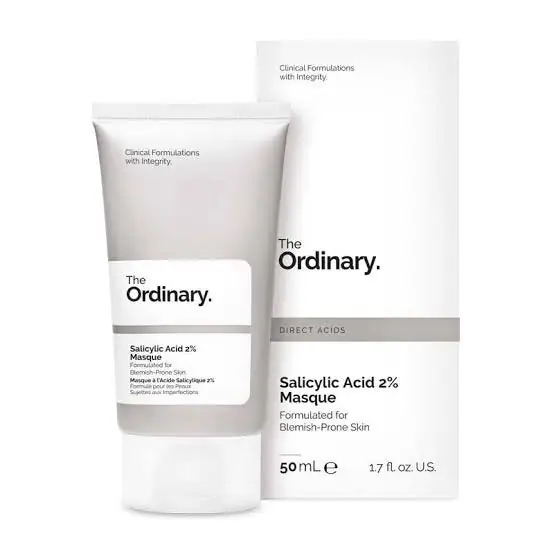 Clinical Formulations
with Integrity.
The
Ordinary.
Salicylic Acid 2%
Masque
Formulated for
Blemish-Prone Skin
Masque à l'Acide Salicylique 2%
Formulé pour les Peaux
Sujettes aux Imperfections
Clinical Formulations
with Integrity.
The
Ordinary.
DIRECT ACIDS
Salicylic Acid 2%
Masque
Formulated for
Blemish-Prone Skin
50 mL ℮ 1.7 fl. oz. U.S.